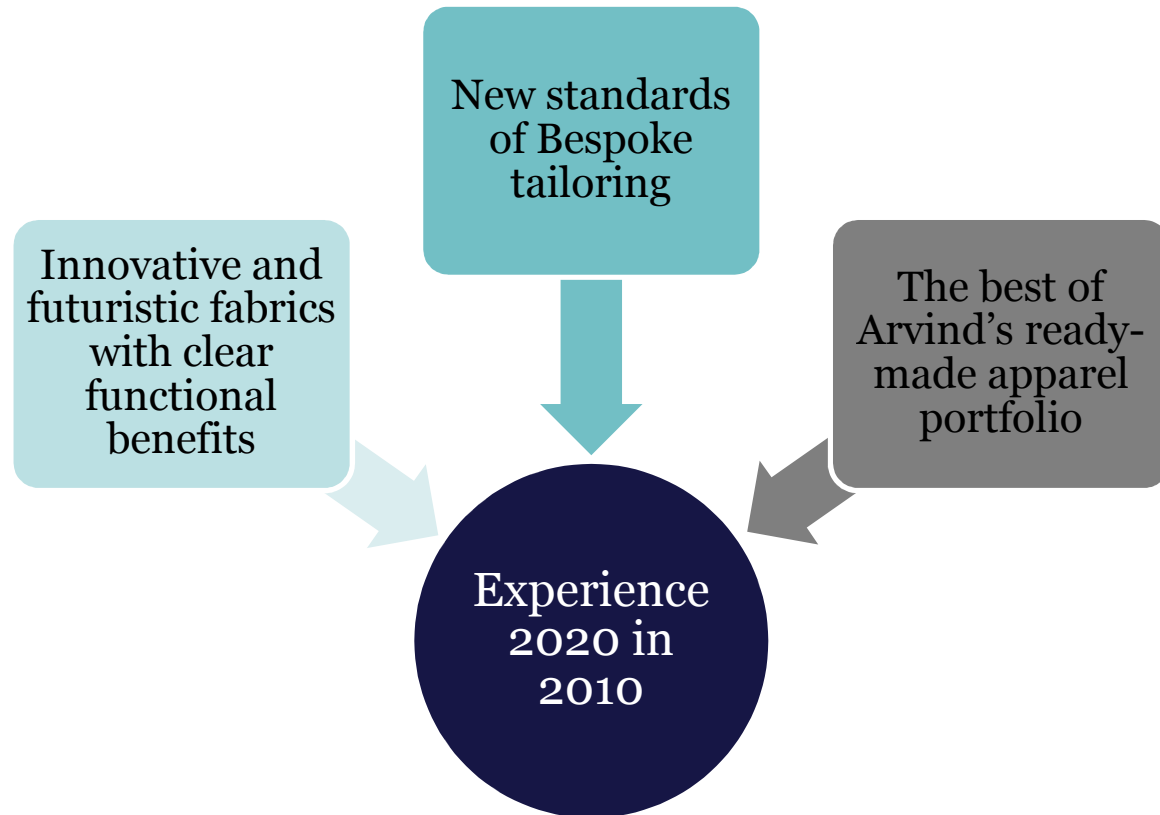 New standards
of Bespoke
tailoring
Innovative and
futuristic fabrics
with clear
functional
benefits
The best of
Arvind’s ready-
made apparel
portfolio
Experience
2020 in
2010